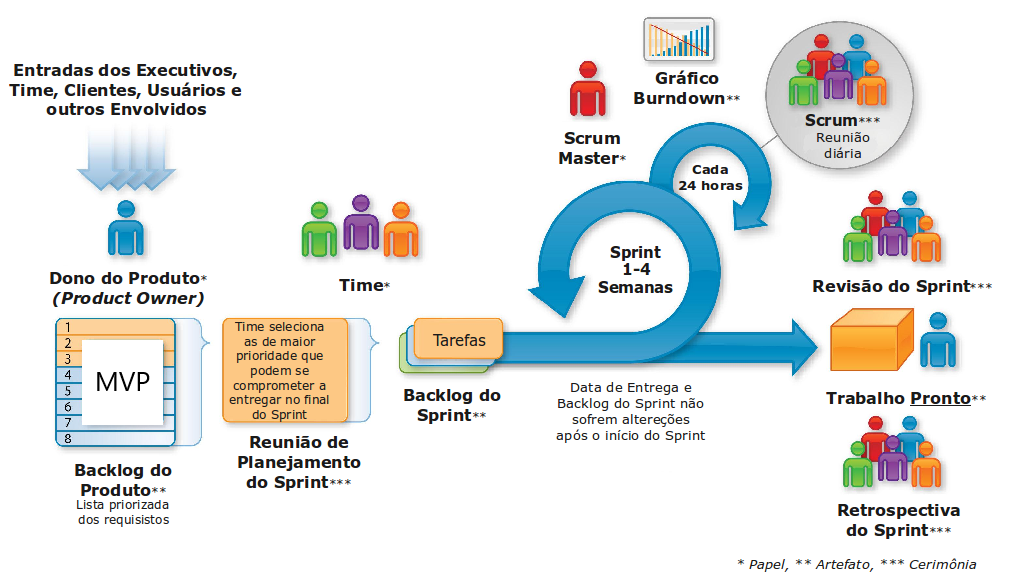 Entradas dos Executivos,
Time, Clientes, Usuários e
outros Envolvidos
Dono do Produto*
(Product Owner)
1
2
3
4
5
6
7
8
MVP
Backlog do
Produto**
Lista priorizada
dos requisistos
Time*
Time seleciona
as de maior
prioridade que
podem se
comprometer a
entregar no final
do Sprint
Reunião de
Planejamento
do Sprint***
Tarefas
Backlog do
Sprint**
Scrum
Master*
Gráfico
Burndown**
Scrum***
Reunião
diária
Cada
24 horas
Sprint
1-4
Semanas
Data de Entrega e
Backlog do Sprint não
sofrem altereções
após o início do Sprint
Revisão do Sprint***
Trabalho Pronto**
Retrospectiva
do Sprint***
* Papel, ** Artefato, *** Cerimônia